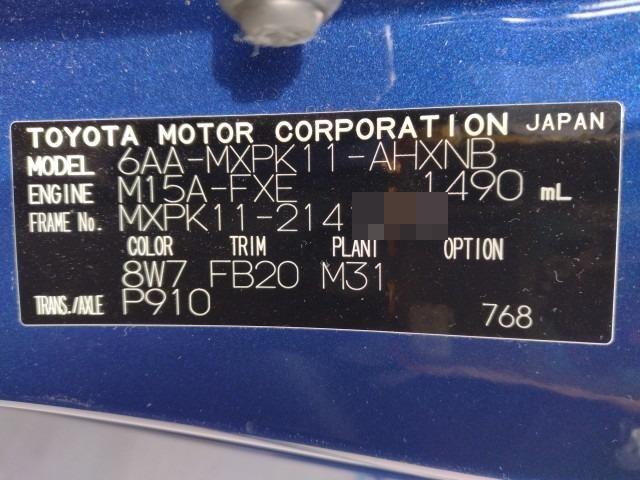 TOYOTA MOTOR CORPORATION JAPAN
MODEL 6AA-MXPK11-AHXNB
ENGINE M15A-FXE 1490 mL
FRAME No. MXPK11-214
COLOR TRIM PLANT OPTION
8W7 FB20 M31
TRANS./AXLE P910
768